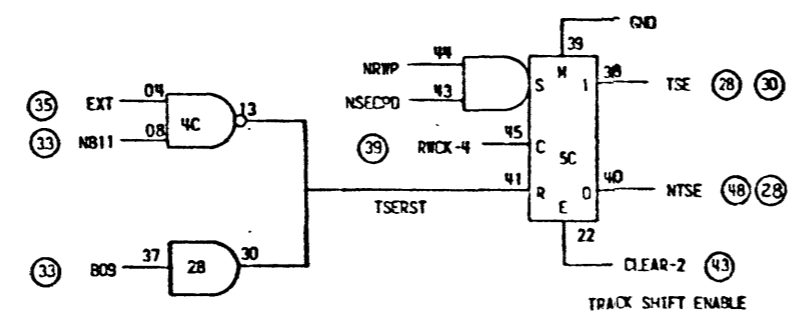 GND
39
NRWP 44
M
04
S 1 38 TSE 28 30
35 EXT
13
NSECPD 43
4C
08
33 NB11
39 RWCK-4 45 C 5C
41 R 0 40 NTSE 48 28
TSERST
E
37 30
22
33 B09 2B
CLEAR-2 43
TRACK SHIFT ENABLE